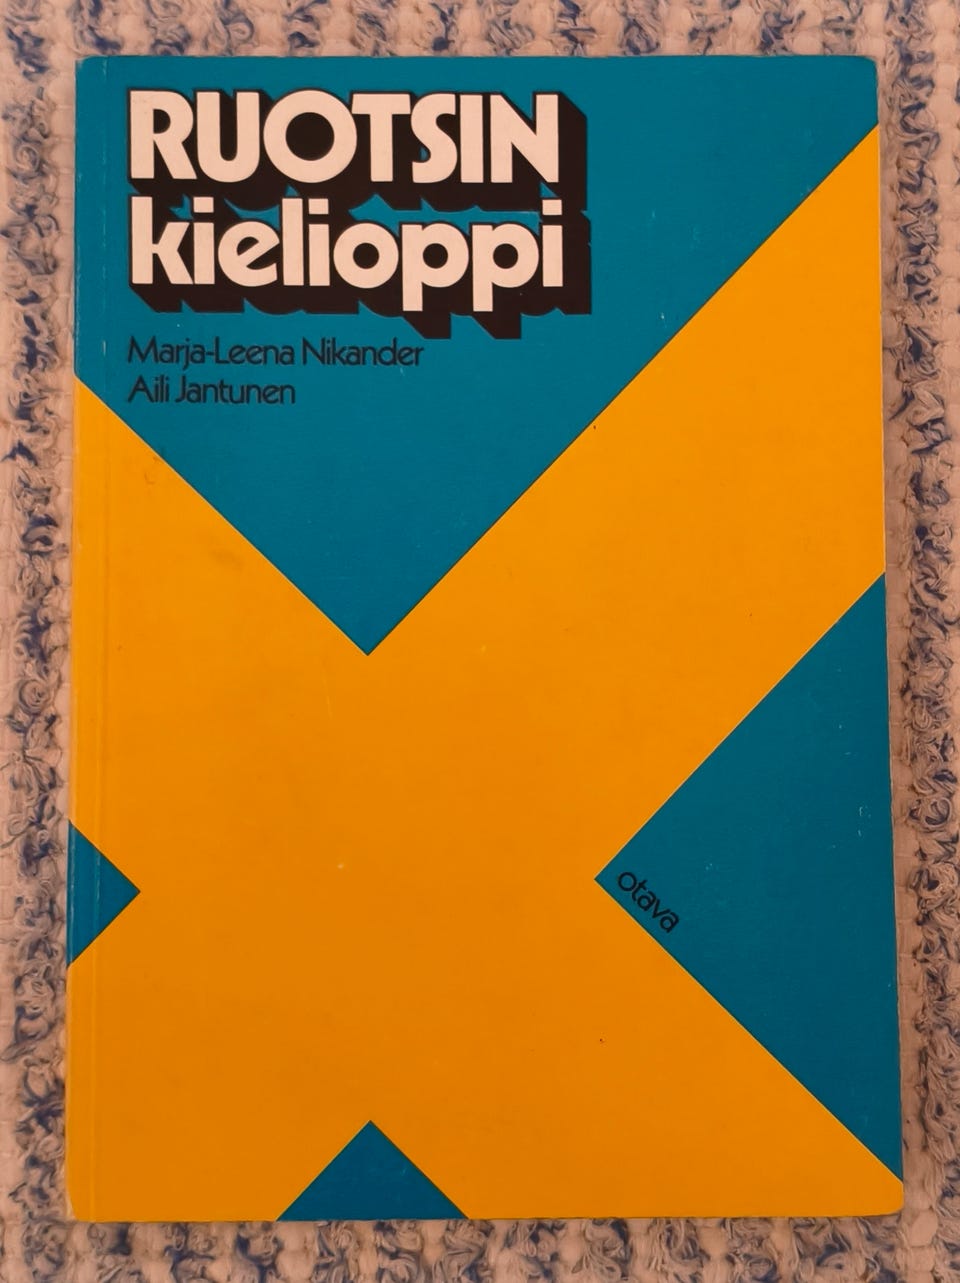 RUOTSIN
kielioppi
Marja-Leena Nikander
Aili Jantunen
otava